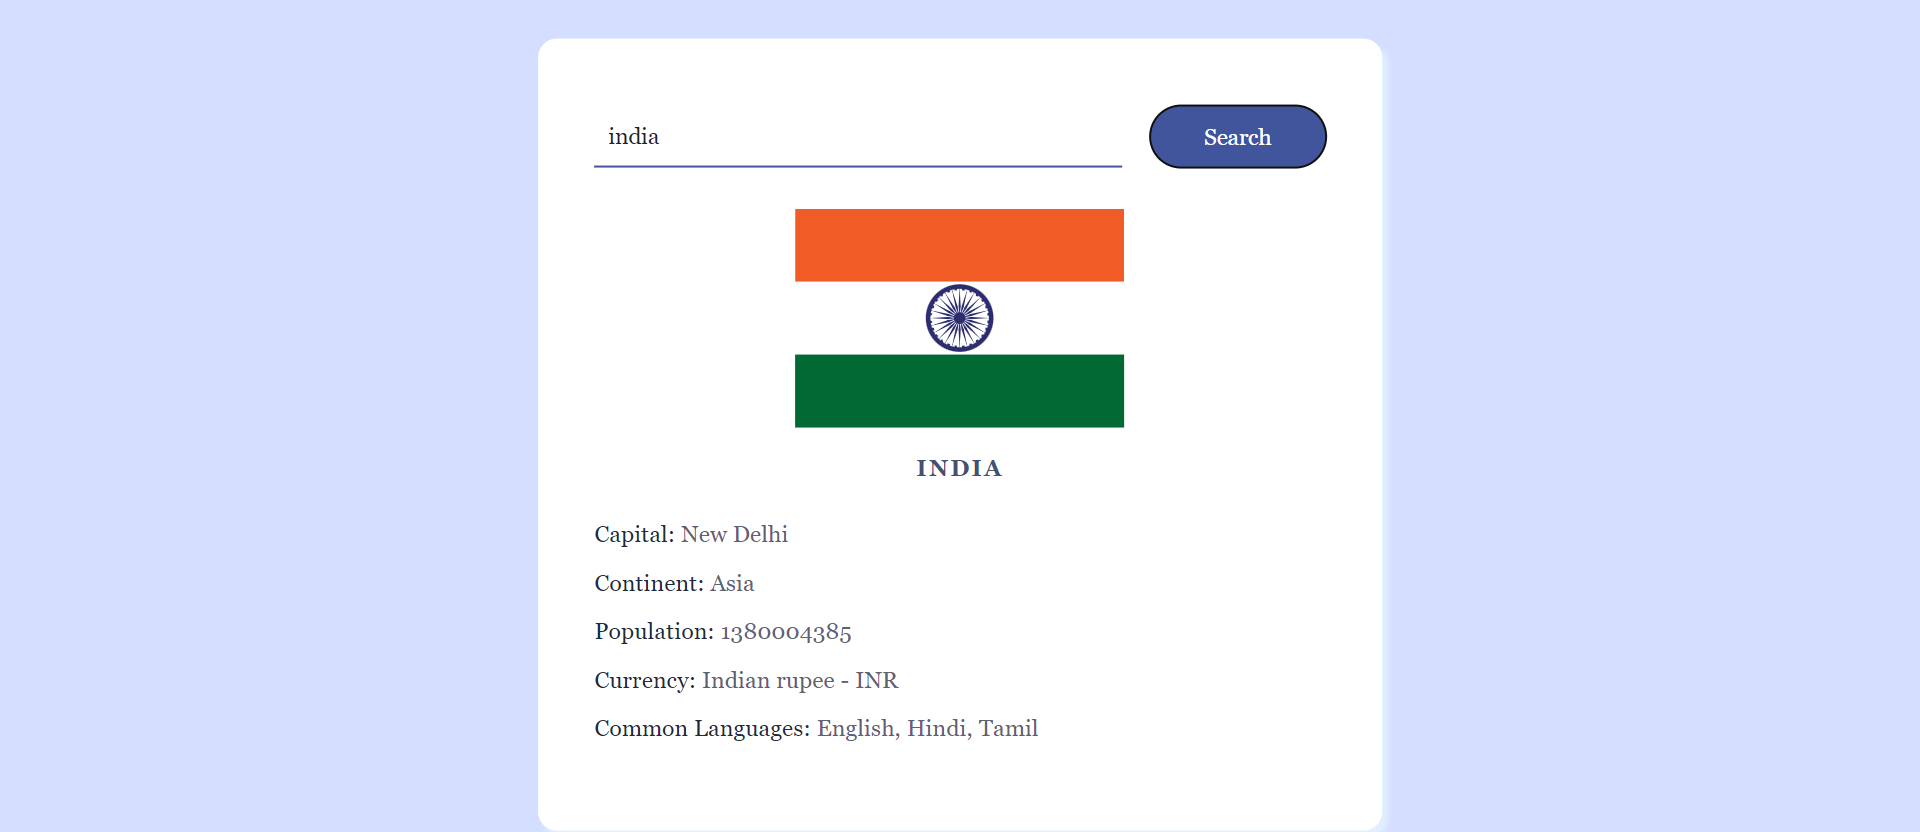 india
Search
INDIA
Capital: New Delhi
Continent: Asia
Population: 1380004385
Currency: Indian rupee - INR
Common Languages: English, Hindi, Tamil